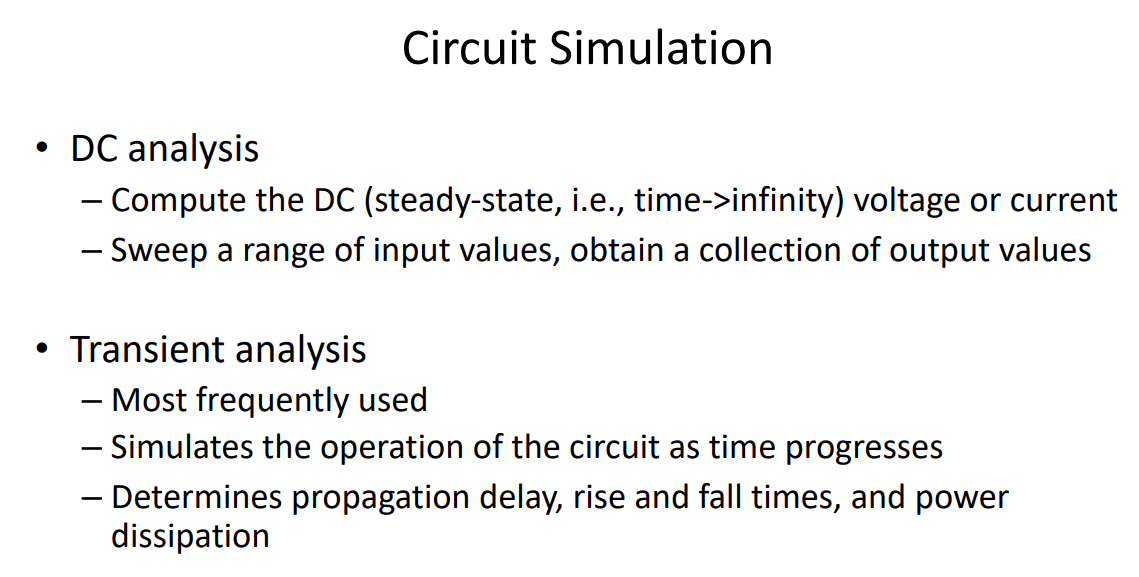 Circuit Simulation
• DC analysis
– Compute the DC (steady-state, i.e., time->infinity) voltage or current
– Sweep a range of input values, obtain a collection of output values
• Transient analysis
– Most frequently used
– Simulates the operation of the circuit as time progresses
– Determines propagation delay, rise and fall times, and power
dissipation